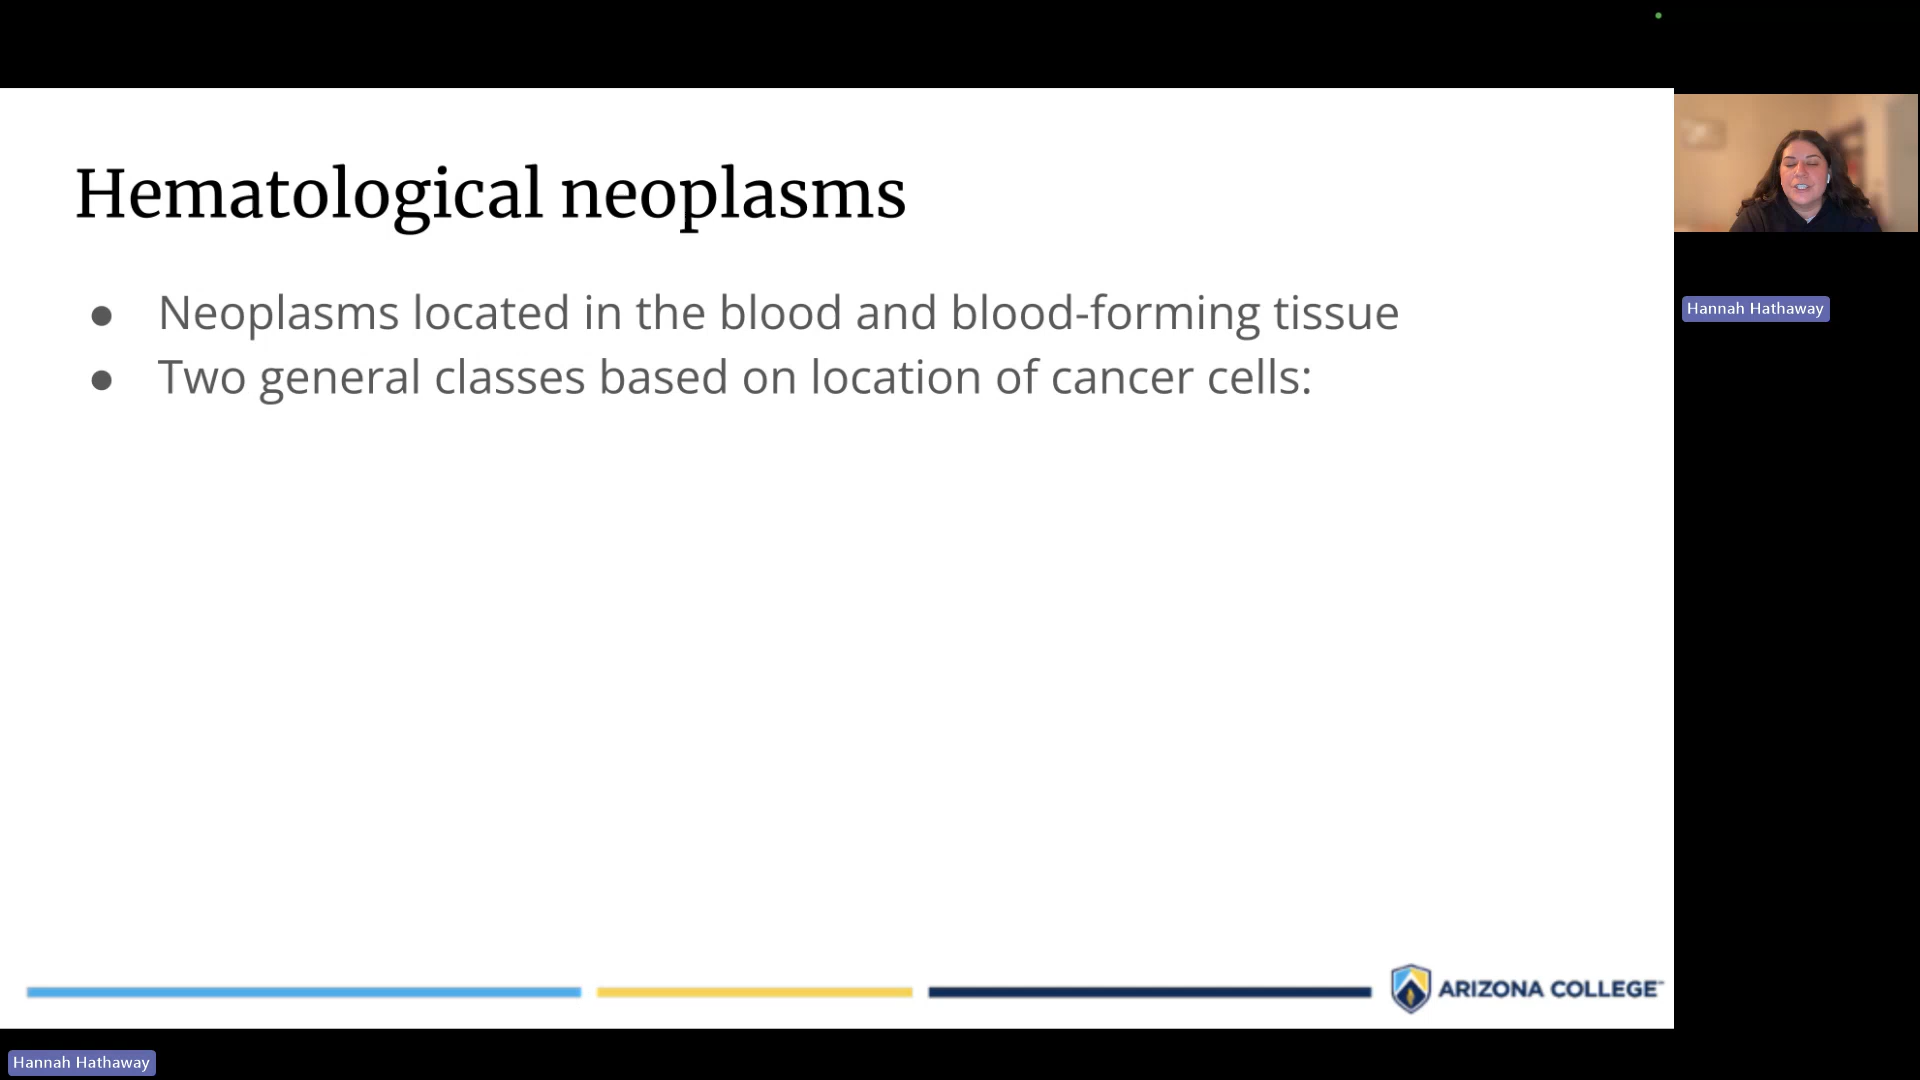 Hematological neoplasms
● Neoplasms located in the blood and blood-forming tissue
● Two general classes based on location of cancer cells:
Hannah Hathaway
ARIZONA COLLEGE
Hannah Hathaway